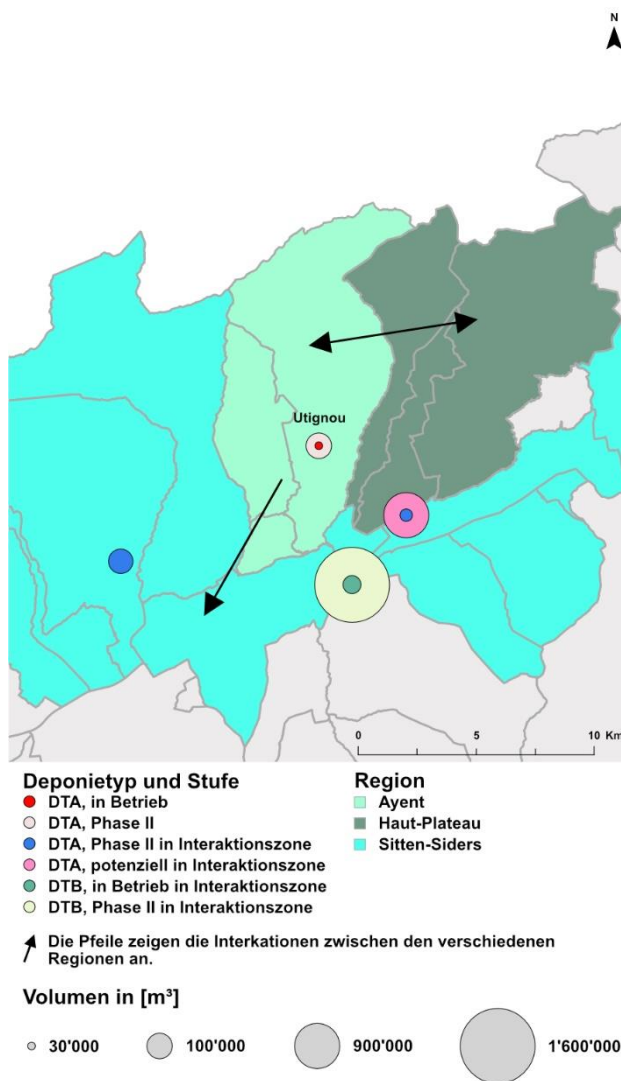 N
Utignou
0 5 10 Km
Deponietyp und Stufe
DTA, in Betrieb
DTA, Phase II
DTA, Phase II in Interaktionszone
DTA, potenziell in Interaktionszone
DTB, in Betrieb in Interaktionszone
DTB, Phase II in Interaktionszone
Region
Ayent
Haut-Plateau
Sitten-Siders
Die Pfeile zeigen die Interkationen zwischen den verschiedenen
Regionen an.
Volumen in [m³]
30'000 100'000 900'000 1'600'000